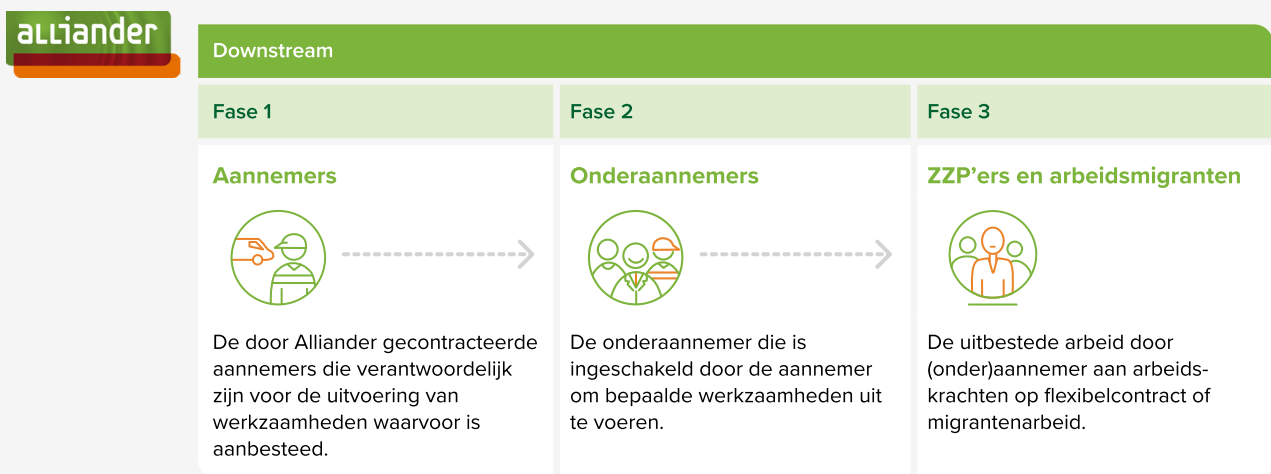 alliander
Downstream
Fase 1
Fase 2
Fase 3
Aannemers
De door Alliander gecontracteerde
aannemers die verantwoordelijk
zijn voor de uitvoering van
werkzaamheden waarvoor is
aanbesteed.
Onderaannemers
De onderaannemer die is
ingeschakeld door de aannemer
om bepaalde werkzaamheden uit
te voeren.
ZZP’ers en arbeidsmigranten
De uitbestede arbeid door
(onder)aannemer aan arbeids-
krachten op flexibelcontract of
migrantenarbeid.